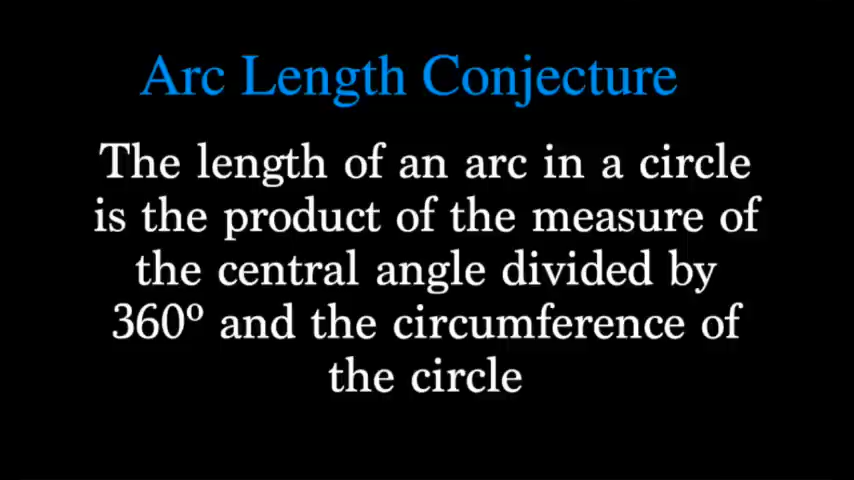 Arc Length Conjecture
The length of an arc in a circle
is the product of the measure of
the central angle divided by
360º and the circumference of
the circle